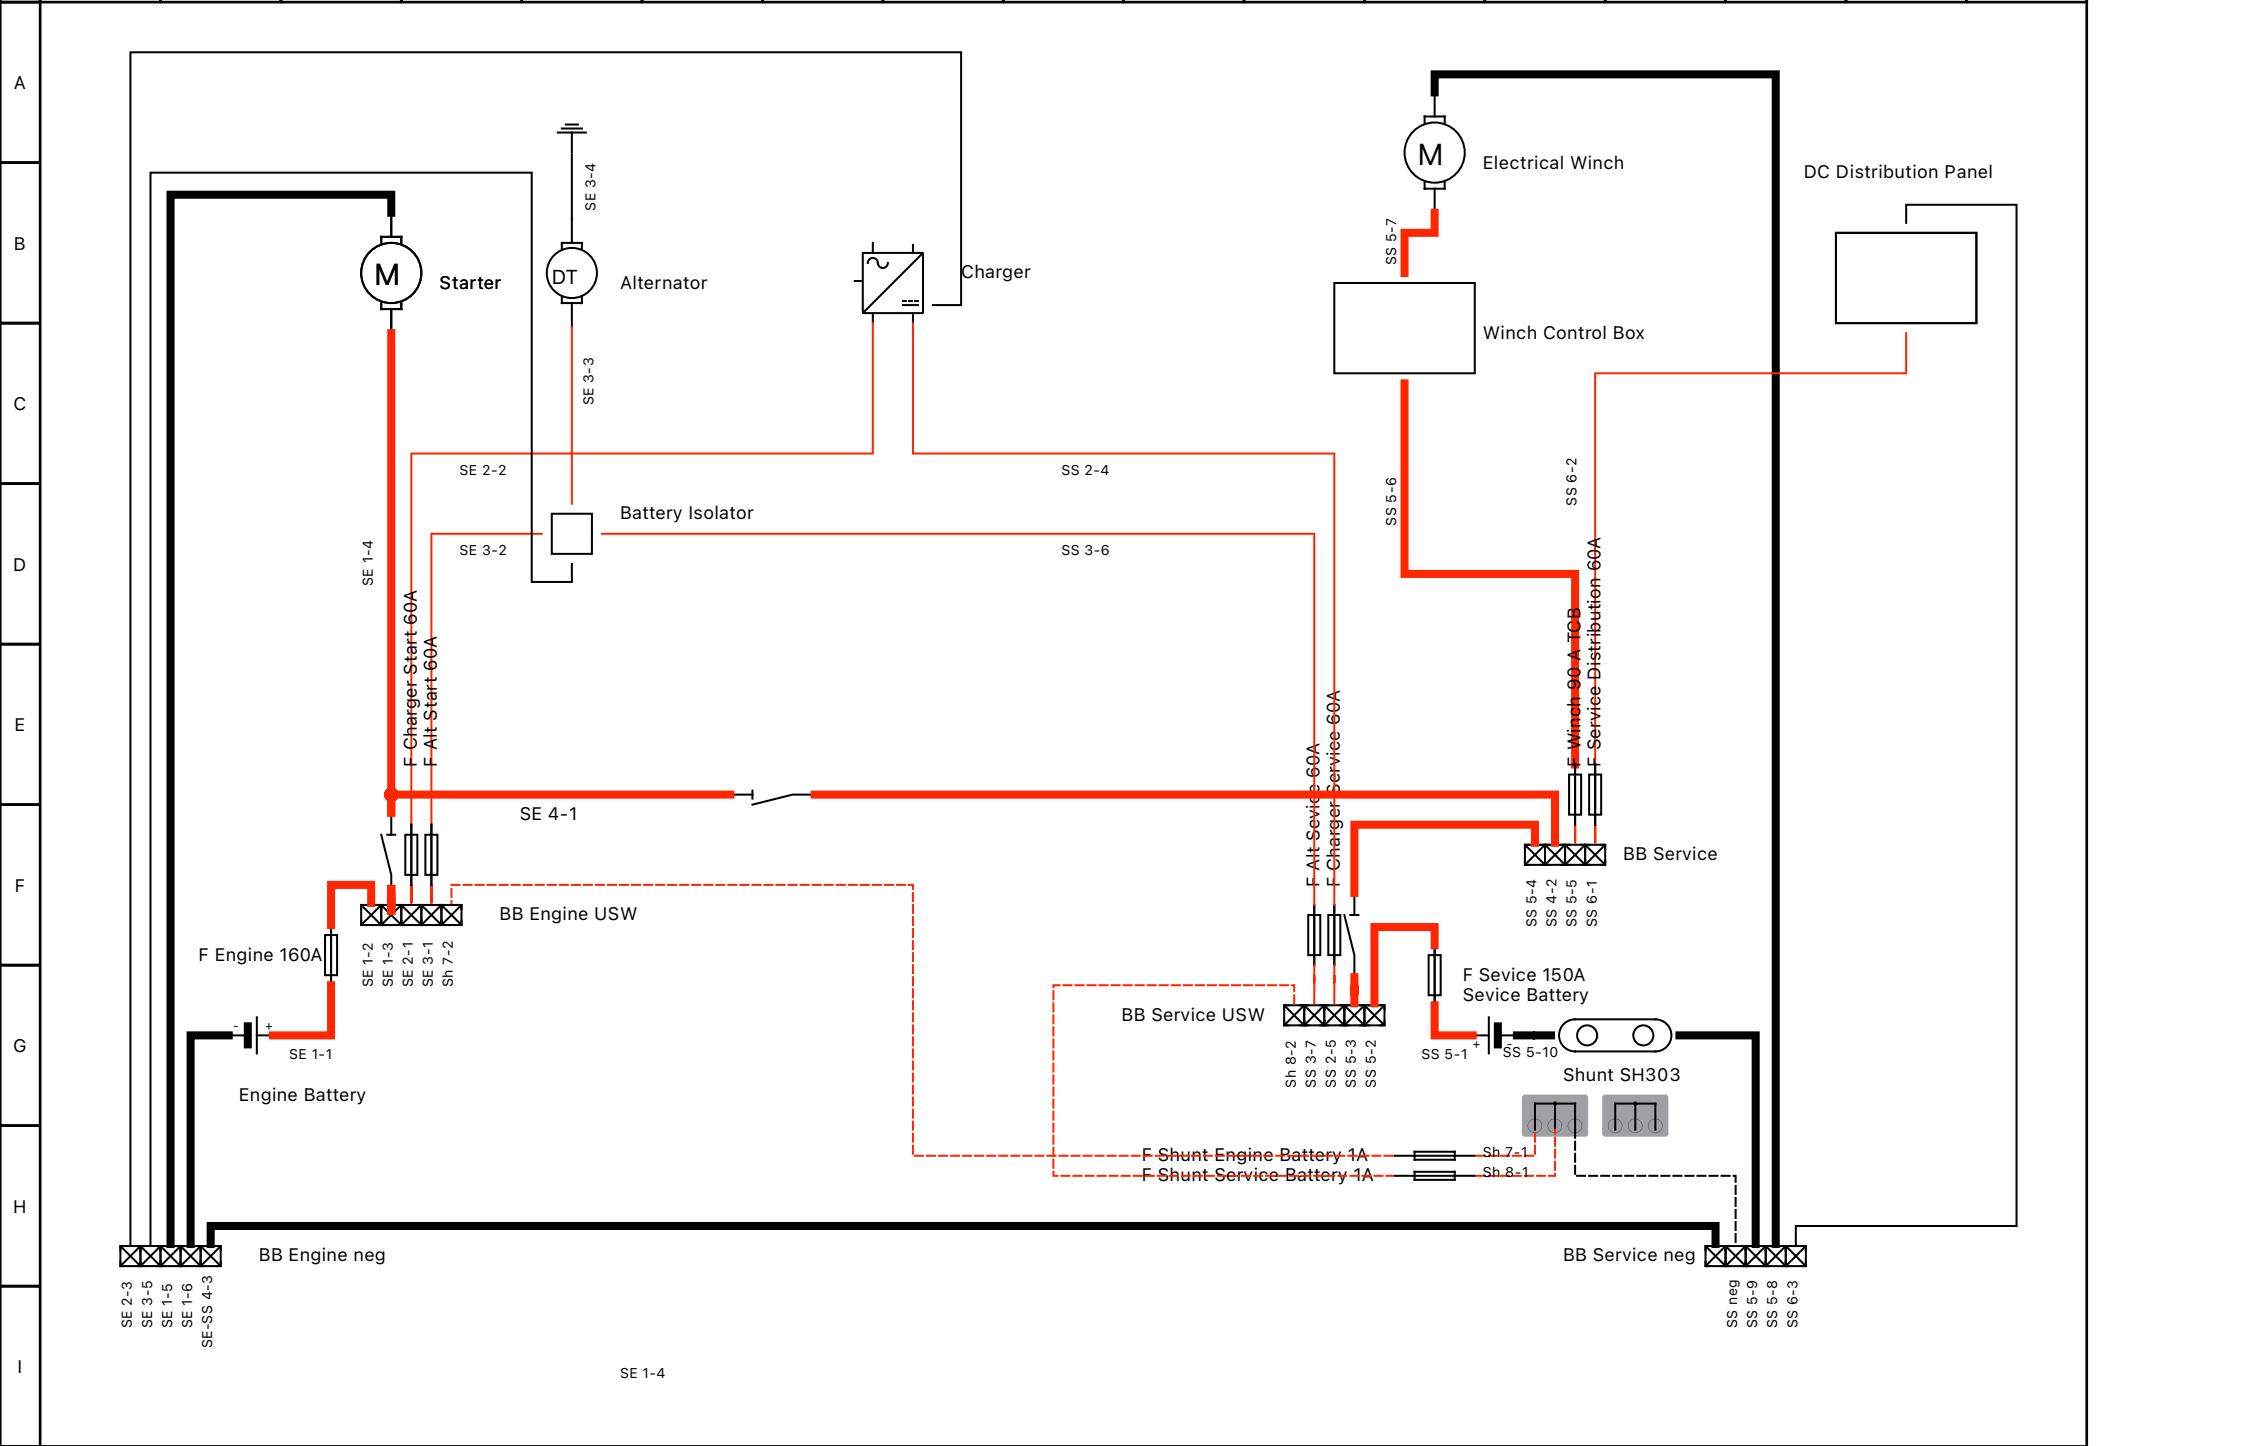 A
B
C
D
E
F
G
H
I
SE 3-4
M
Starter
DT
Alternator
Charger
M
Electrical Winch
DC Distribution Panel
SS 5-7
Winch Control Box
SE 3-3
SE 2-2
SS 2-4
SS 5-6
SS 6-2
Battery Isolator
SE 3-2
SS 3-6
SE 1-4
F Charger Start 60A
F Alt Start 60A
F Winch 90 A TCB
F Service Distribution 60A
F Alt Sevice 60A
F Charger Service 60A
SE 4-1
BB Service
SS 5-4
SS 4-2
SS 5-5
SS 6-1
BB Engine USW
F Engine 160A
SE 1-2
SE 1-3
SE 2-1
SE 3-1
Sh 7-2
F Sevice 150A
Sevice Battery
BB Service USW
- +
SE 1-1
Engine Battery
Sh 8-2
SS 3-7
SS 2-5
SS 5-3
SS 5-2
SS 5-1
+ -
SS 5-10
Shunt SH303
F Shunt Engine Battery 1A
Sh 7-1
F Shunt Service Battery 1A
Sh 8-1
BB Engine neg
BB Service neg
SE 2-3
SE 3-5
SE 1-5
SE 1-6
SE-SS 4-3
SS neg
SS 5-9
SS 5-8
SS 6-3
SE 1-4